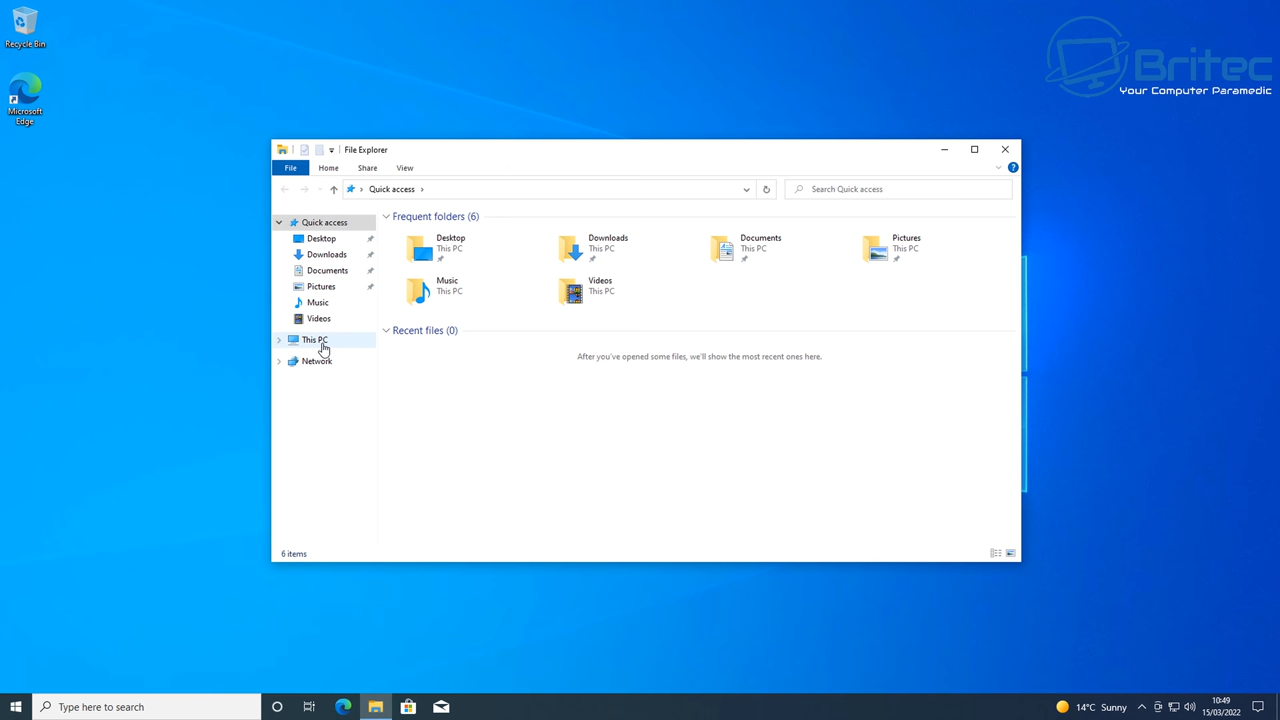 Recycle Bin
Microsoft
Edge
Britec
Your Computer Paramedic
File Explorer
File
Home
Share
View
Quick access
Search Quick access
Quick access
Desktop
Downloads
Documents
Pictures
Music
Videos
This PC
Network
Frequent folders (6)
Desktop
This PC
Downloads
This PC
Documents
This PC
Pictures
This PC
Music
This PC
Videos
This PC
Recent files (0)
After you've opened some files, we'll show the most recent ones here.
6 items
Type here to search
14°C Sunny
10:49
15/03/2022